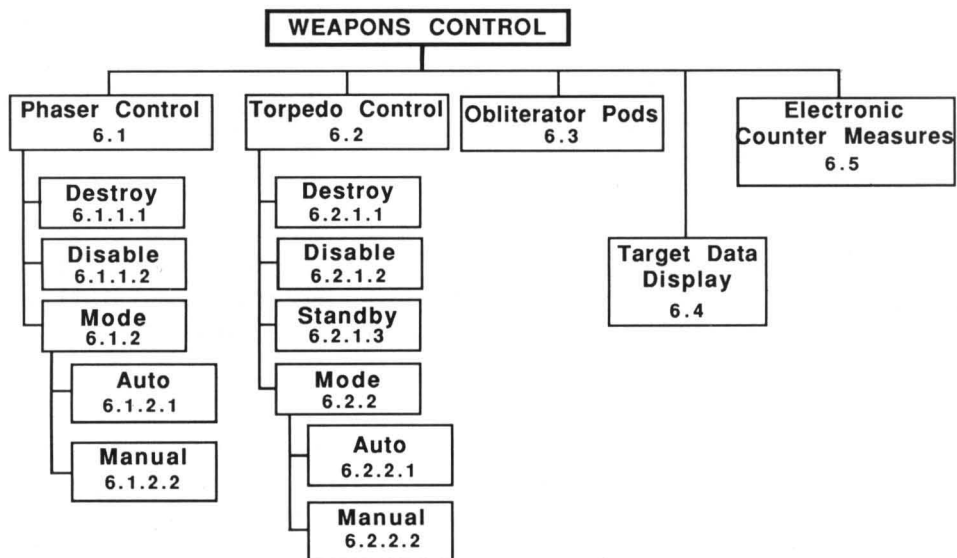 WEAPONS CONTROL
Phaser Control
6.1
Destroy
6.1.1.1
Disable
6.1.1.2
Mode
6.1.2
Auto
6.1.2.1
Manual
6.1.2.2
Torpedo Control
6.2
Destroy
6.2.1.1
Disable
6.2.1.2
Standby
6.2.1.3
Mode
6.2.2
Auto
6.2.2.1
Manual
6.2.2.2
Obliterator Pods
6.3
Target Data
Display
6.4
Electronic
Counter Measures
6.5